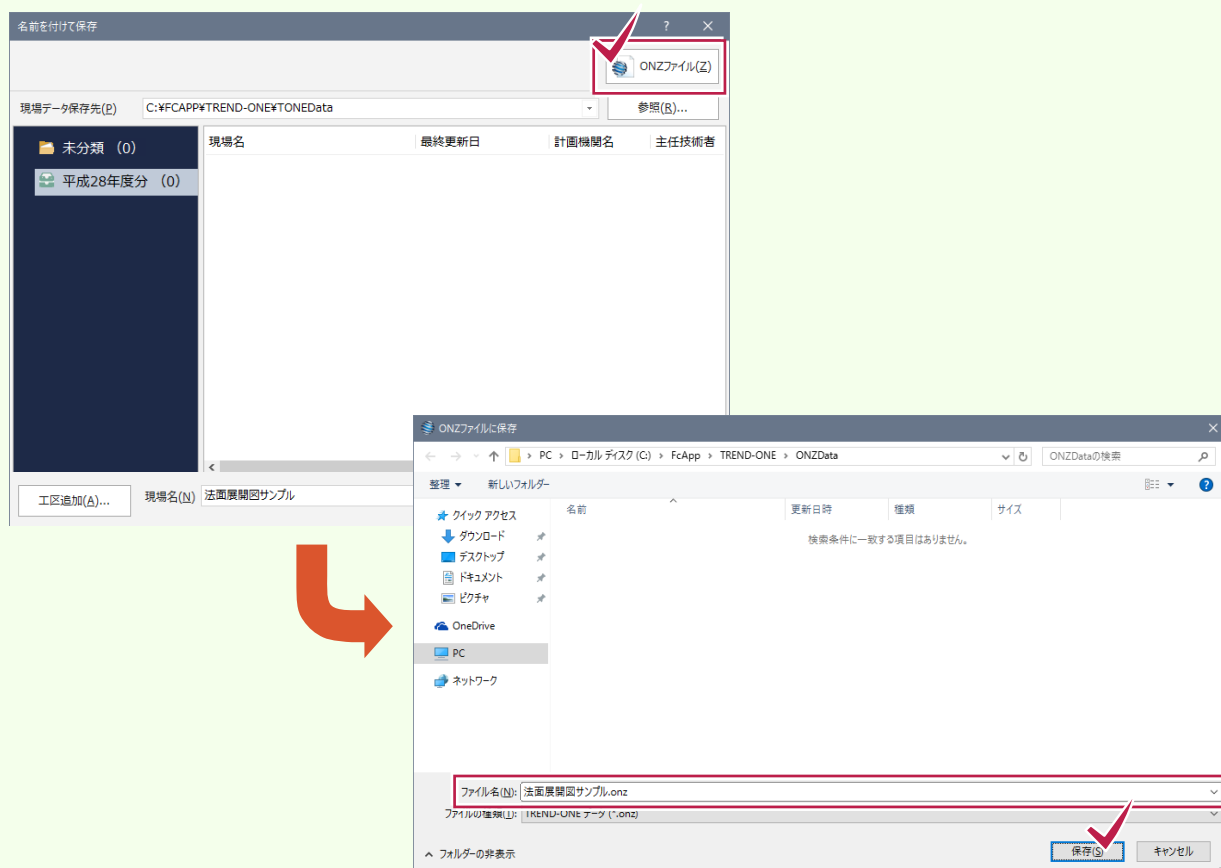 名前を付けて保存
ONZファイル(Z)
現場データ保存先(P) C:¥FCAPP¥TREND-ONE¥TONEData 参照(R)...
未分類 （0）
平成28年度分 （0）
現場名 最終更新日 計画機関名 主任技術者
工区追加(A)... 現場名(N) 法面展開図サンプル
ONZファイルに保存
PC › ローカル ディスク (C:) › FcApp › TREND-ONE › ONZData
ONZDataの検索
整理 新しいフォルダー
クイック アクセス
ダウンロード
デスクトップ
ドキュメント
ピクチャ
OneDrive
PC
ネットワーク
名前 更新日時 種類 サイズ
検索条件に一致する項目はありません。
ファイル名(N): 法面展開図サンプル.onz
ファイルの種類(T): TREND-ONE データ (*.onz)
フォルダーの非表示
保存(S) キャンセル